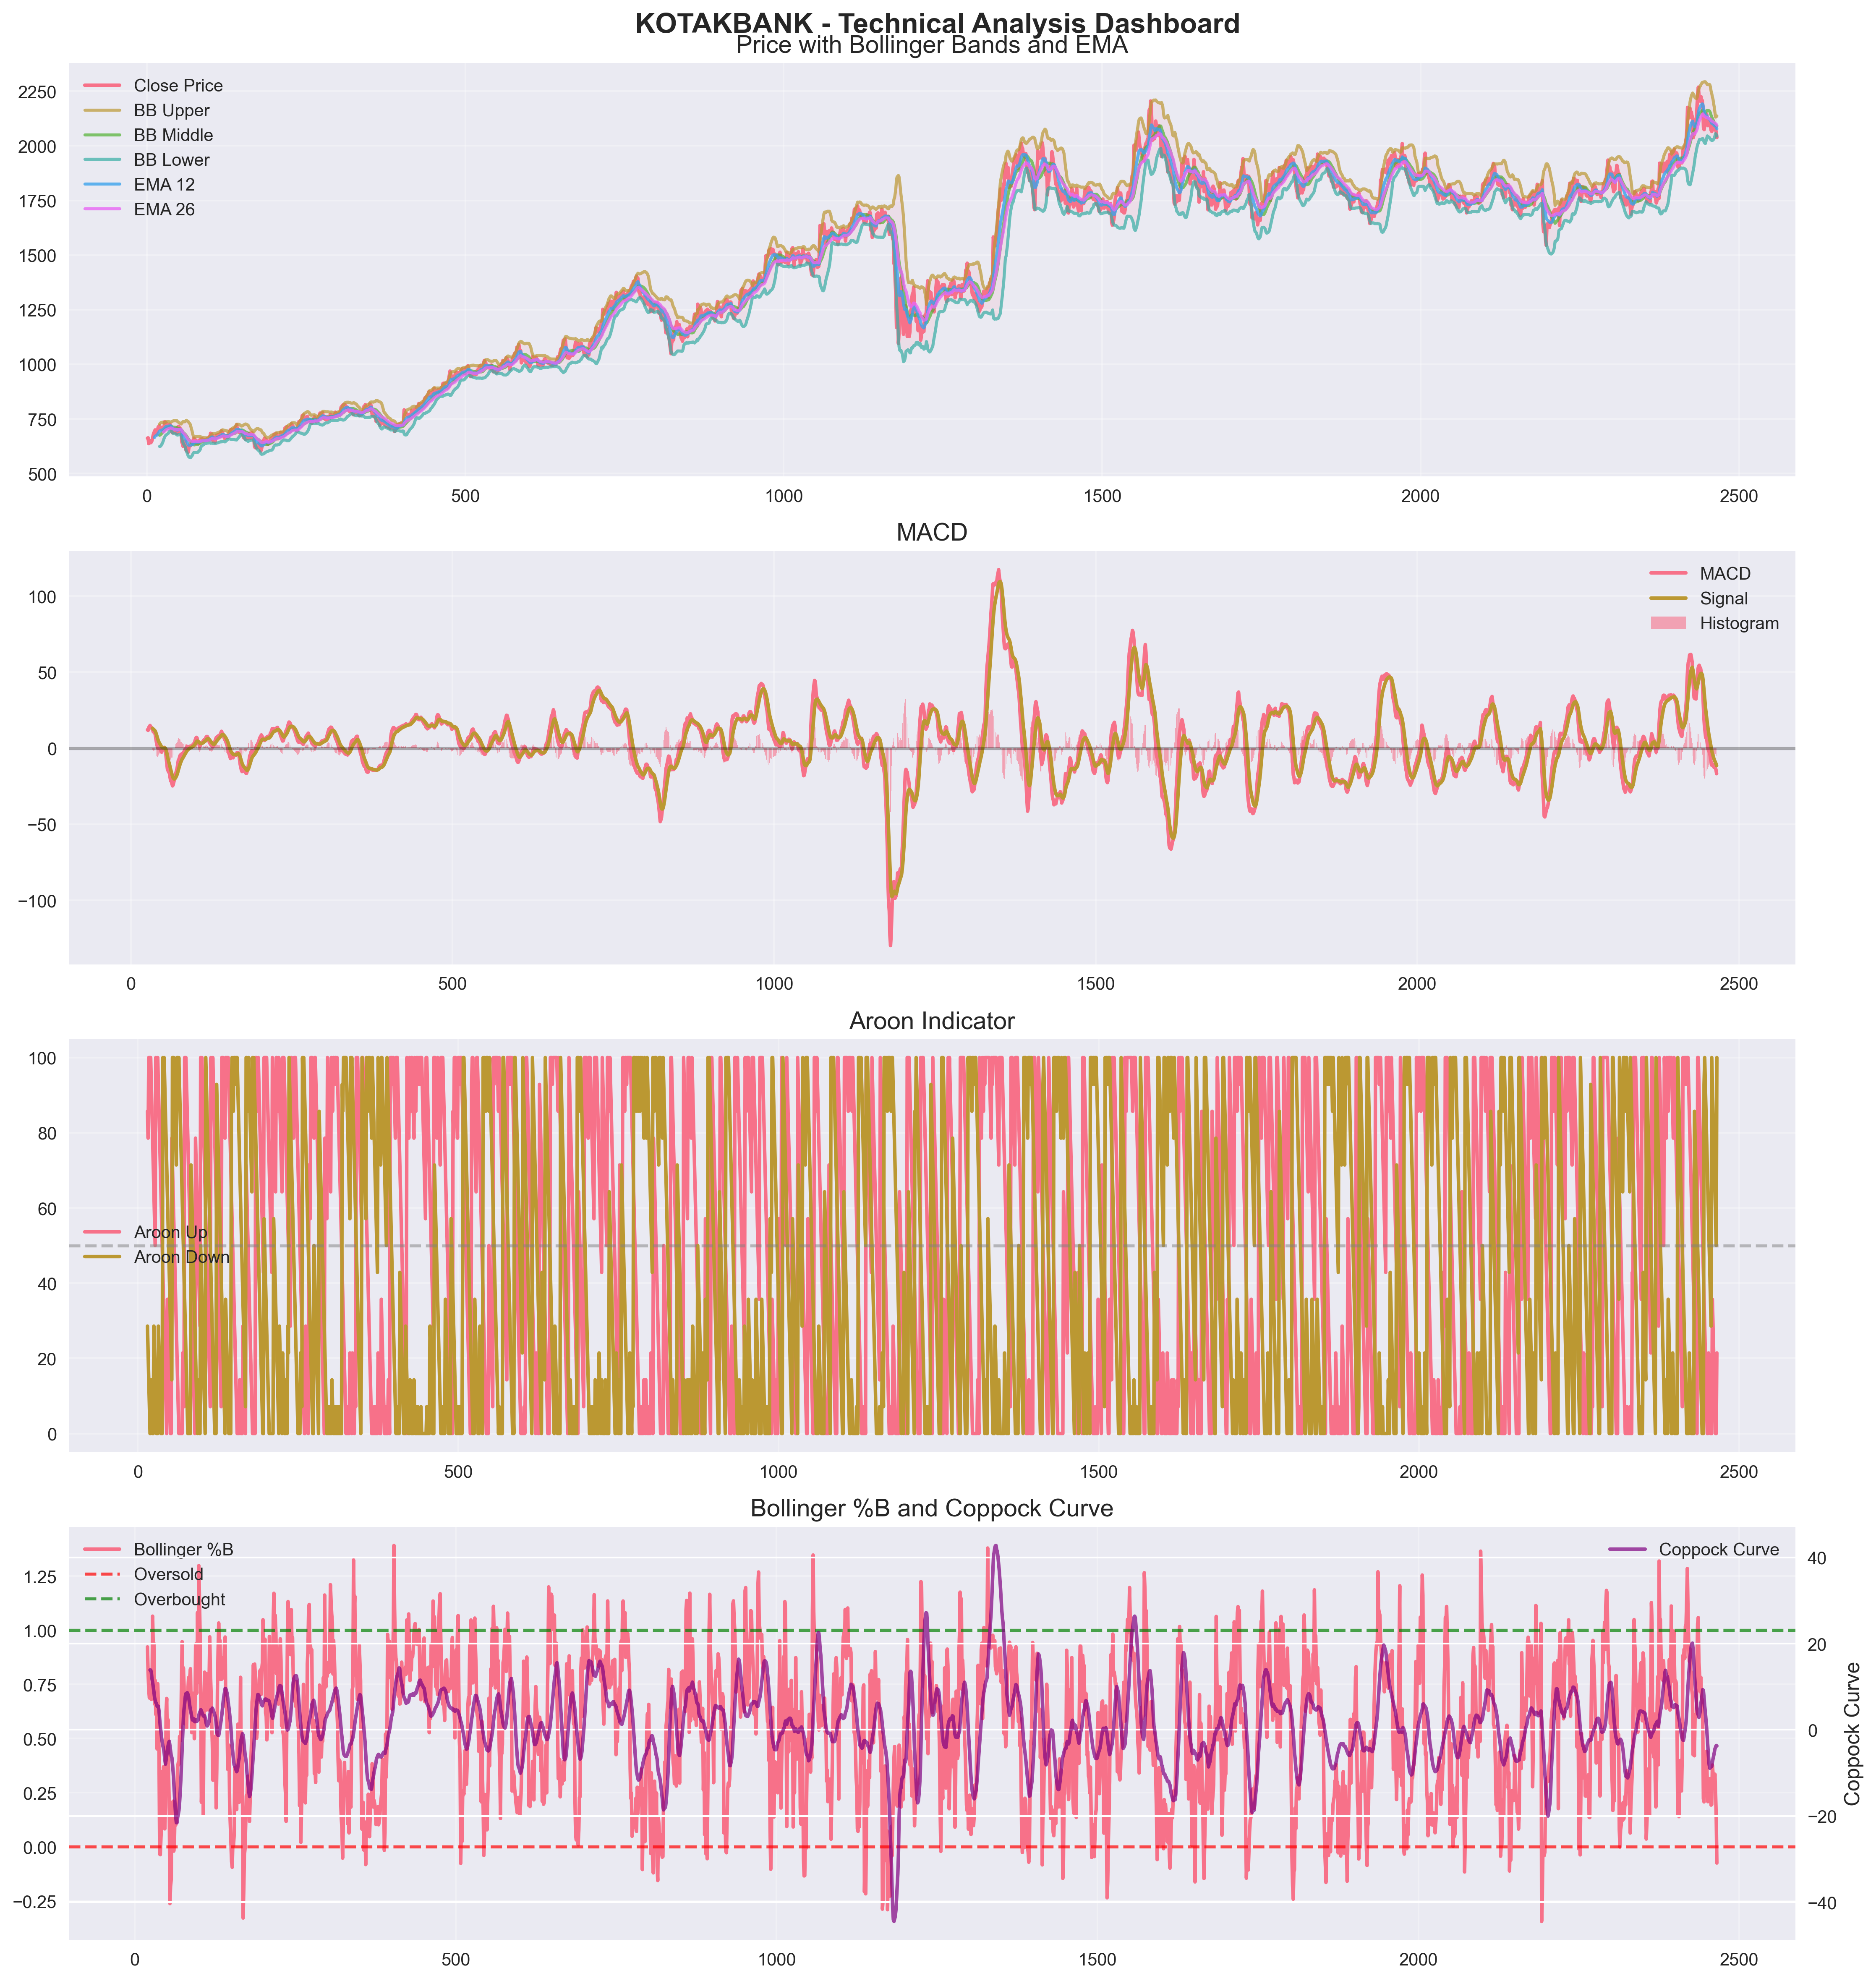 KOTAKBANK - Technical Analysis Dashboard
Price with Bollinger Bands and EMA
Close Price
BB Upper
BB Middle
BB Lower
EMA 12
EMA 26
2250
2000
1750
1500
1250
1000
750
500
0 500 1000 1500 2000 2500
MACD
MACD
Signal
Histogram
100
50
0
−50
−100
0 500 1000 1500 2000 2500
Aroon Indicator
100
80
60
Aroon Up
Aroon Down
40
20
0
0 500 1000 1500 2000 2500
Bollinger %B and Coppock Curve
Bollinger %B
Oversold
Overbought
Coppock Curve
1.25
1.00
0.75
0.50
0.25
0.00
−0.25
40
20
0
−20
−40
Coppock Curve
0 500 1000 1500 2000 2500